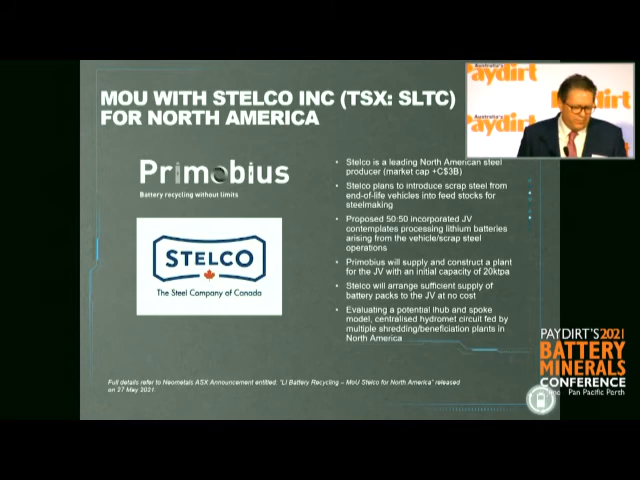 MOU WITH STELCO INC (TSX: SLTC)
FOR NORTH AMERICA
Primobius
Battery recycling without limits
STELCO
The Steel Company of Canada
• Stelco is a leading North American steel
producer (market cap +C$3B)
• Stelco plans to introduce scrap steel from
end-of-life vehicles into feed stocks for
steelmaking
• Proposed 50:50 incorporated JV
contemplates processing lithium batteries
arising from the vehicle/scrap steel
operations
• Primobius will supply and construct a
plant for the JV with an initial capacity of 20ktpa
• Stelco will arrange sufficient supply of
battery packs to the JV at no cost
• Evaluating a potential hub and spoke
model, centralised hydromet circuit fed by
multiple shredding/beneficiation plants in
North America
Full details refer to Neometals ASX Announcement entitled: "LI Battery Recycling – MoU Stelco for North America" released
on 27 May 2021.
Australia's
Paydirt
Australia's
Paydirt
PAYDIRT'S 2021
BATTERY
MINERALS
CONFERENCE
Pan Pacific Perth